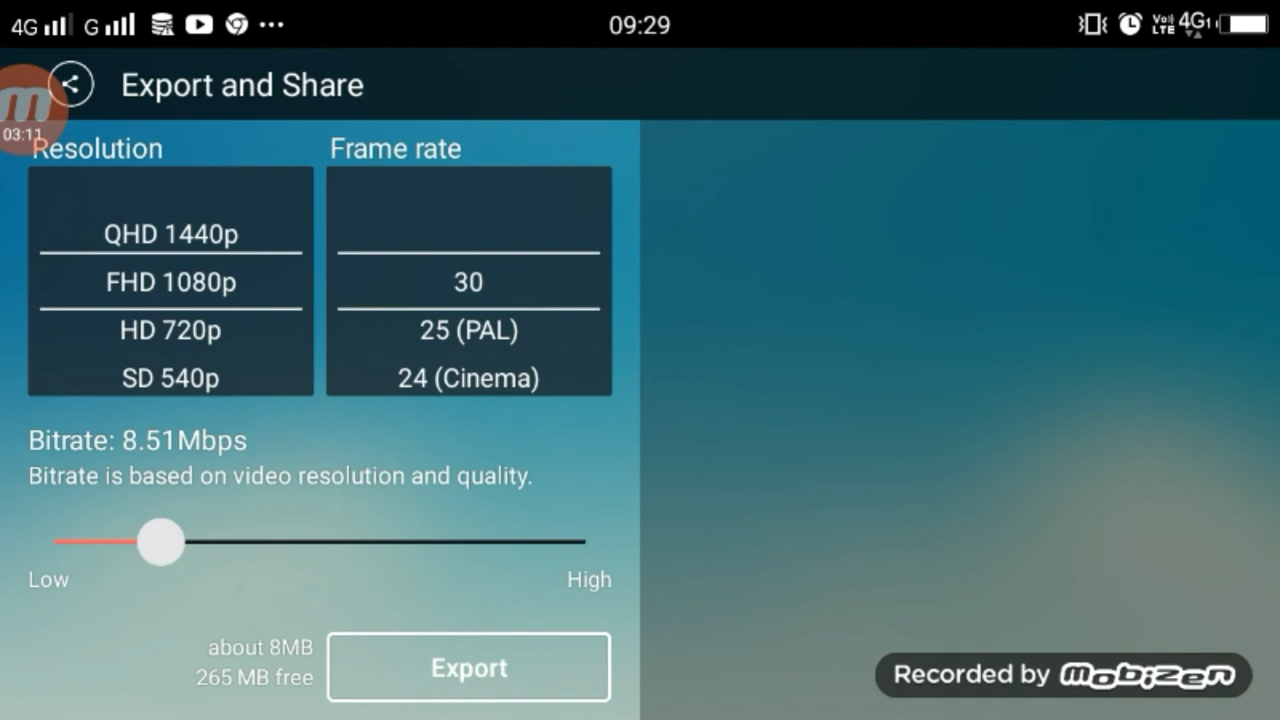 4G G 09:29 Vo)) LTE 4G
Export and Share
03:11
Resolution Frame rate
QHD 1440p
FHD 1080p 30
HD 720p 25 (PAL)
SD 540p 24 (Cinema)
Bitrate: 8.51Mbps
Bitrate is based on video resolution and quality.
Low High
about 8MB
265 MB free
Export
Recorded by mobizen